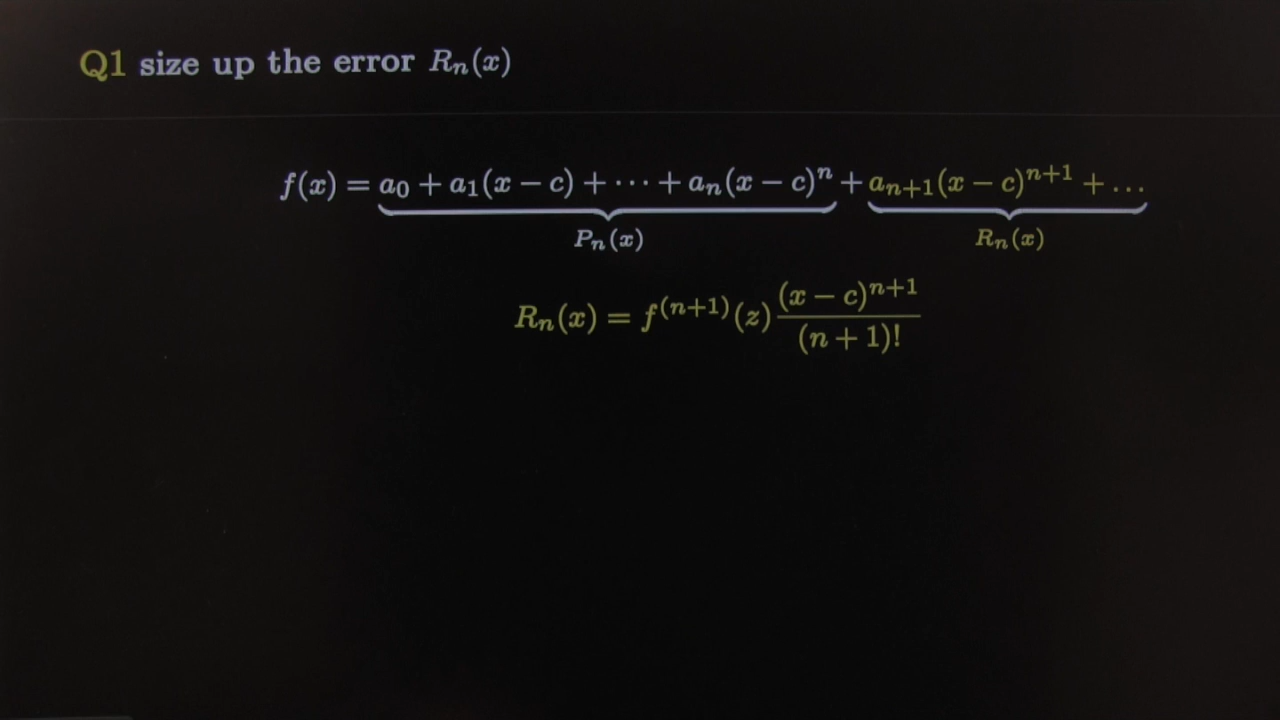 Q1 size up the error Rₙ(x)
f(x) = a₀ + a₁(x − c) + ⋯ + aₙ(x − c)ⁿ + aₙ₊₁(x − c)ⁿ⁺¹ + …
Pₙ(x) Rₙ(x)
Rₙ(x) = f⁽ⁿ⁺¹⁾(z) (x − c)ⁿ⁺¹ / (n + 1)!